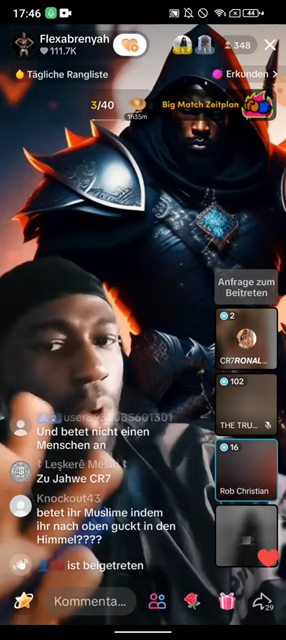 17:46
44
Flexabrenyah
111.7K
348
Tägliche Rangliste
Erkunden >
3/40
1h35m
Big Match Zeitplan
Anfrage zum
Beitreten
2
CR7RONAL...
102
THE TRU...
16
Rob Christian
Und betet nicht einen
Menschen an
Zu Jahwe CR7
Knockout43
betet ihr Muslime indem
ihr nach oben guckt in den
Himmel????
ist beigetreten
Kommenta...
29